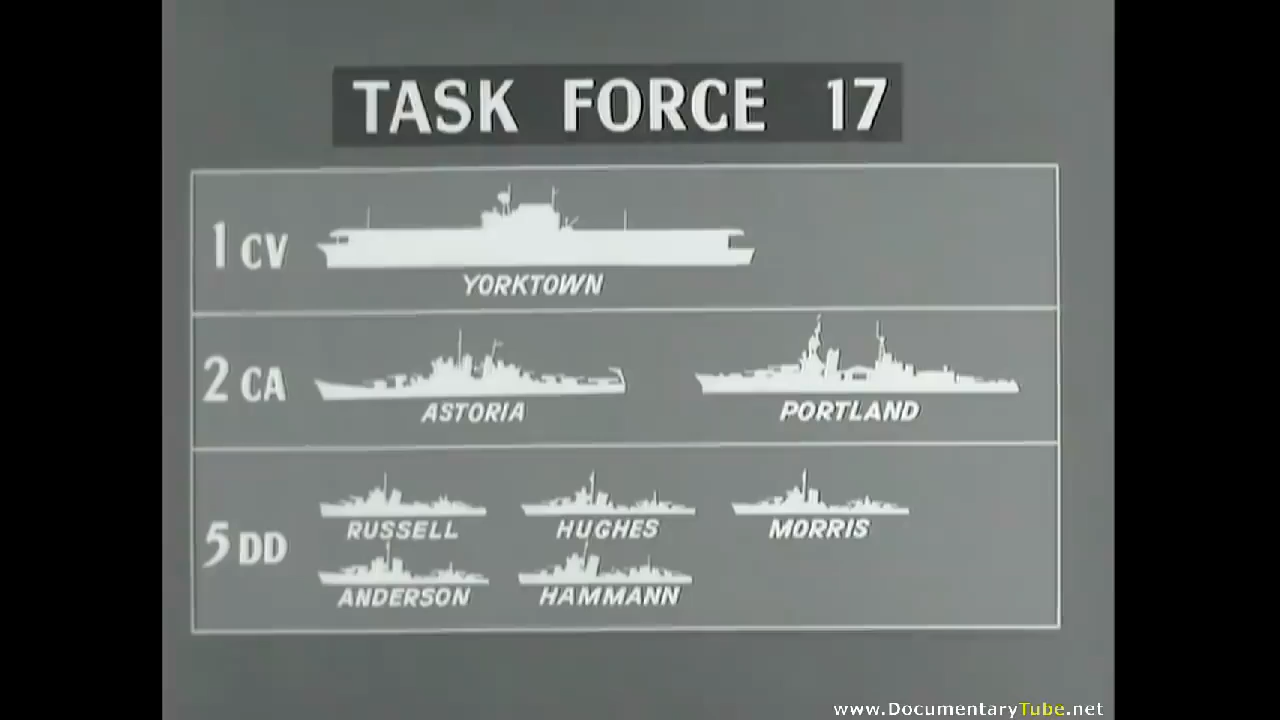 TASK FORCE 17
1 CV
YORKTOWN
2 CA
ASTORIA
PORTLAND
5 DD
RUSSELL
HUGHES
MORRIS
ANDERSON
HAMMANN
www.DocumentaryTube.net